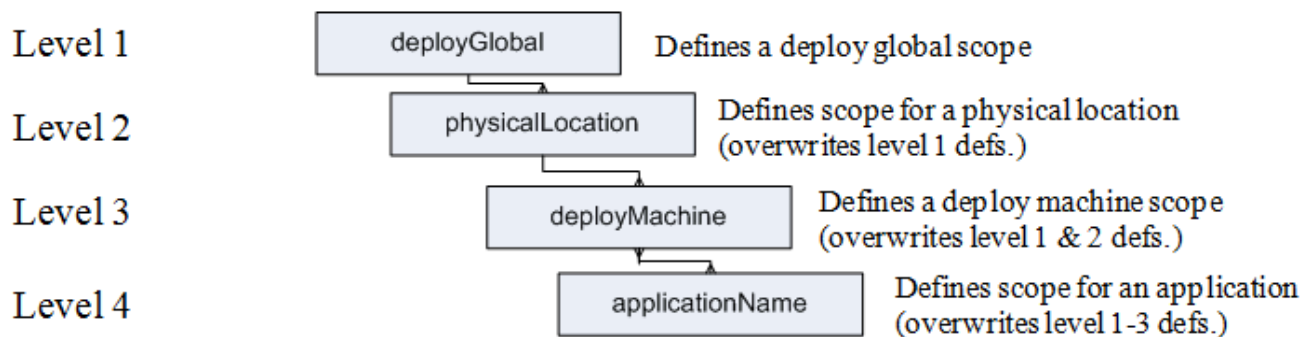 Level 1
deployGlobal
Defines a deploy global scope
Level 2
physicalLocation
Defines scope for a physical location
(overwrites level 1 defs.)
Level 3
deployMachine
Defines a deploy machine scope
(overwrites level 1 & 2 defs.)
Level 4
applicationName
Defines scope for an application
(overwrites level 1-3 defs.)